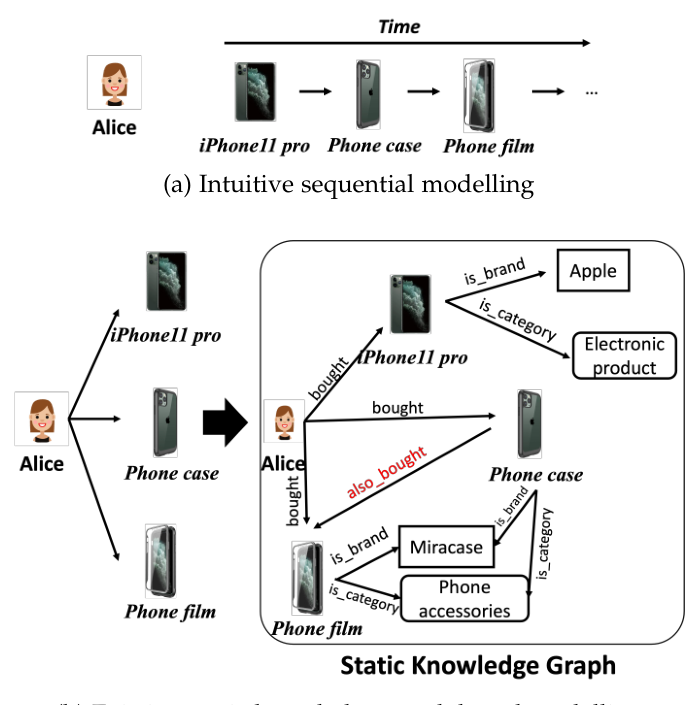 Time
Alice
iPhone11 pro
Phone case
Phone film
...
(a) Intuitive sequential modelling
iPhone11 pro
Alice
Phone case
Phone film
is_brand
Apple
is_category
Electronic
product
iPhone11 pro
bought
bought
Alice
bought
also_bought
Phone case
is_brand
is_category
is_brand
Miracase
is_category
Phone
accessories
Phone film
Static Knowledge Graph